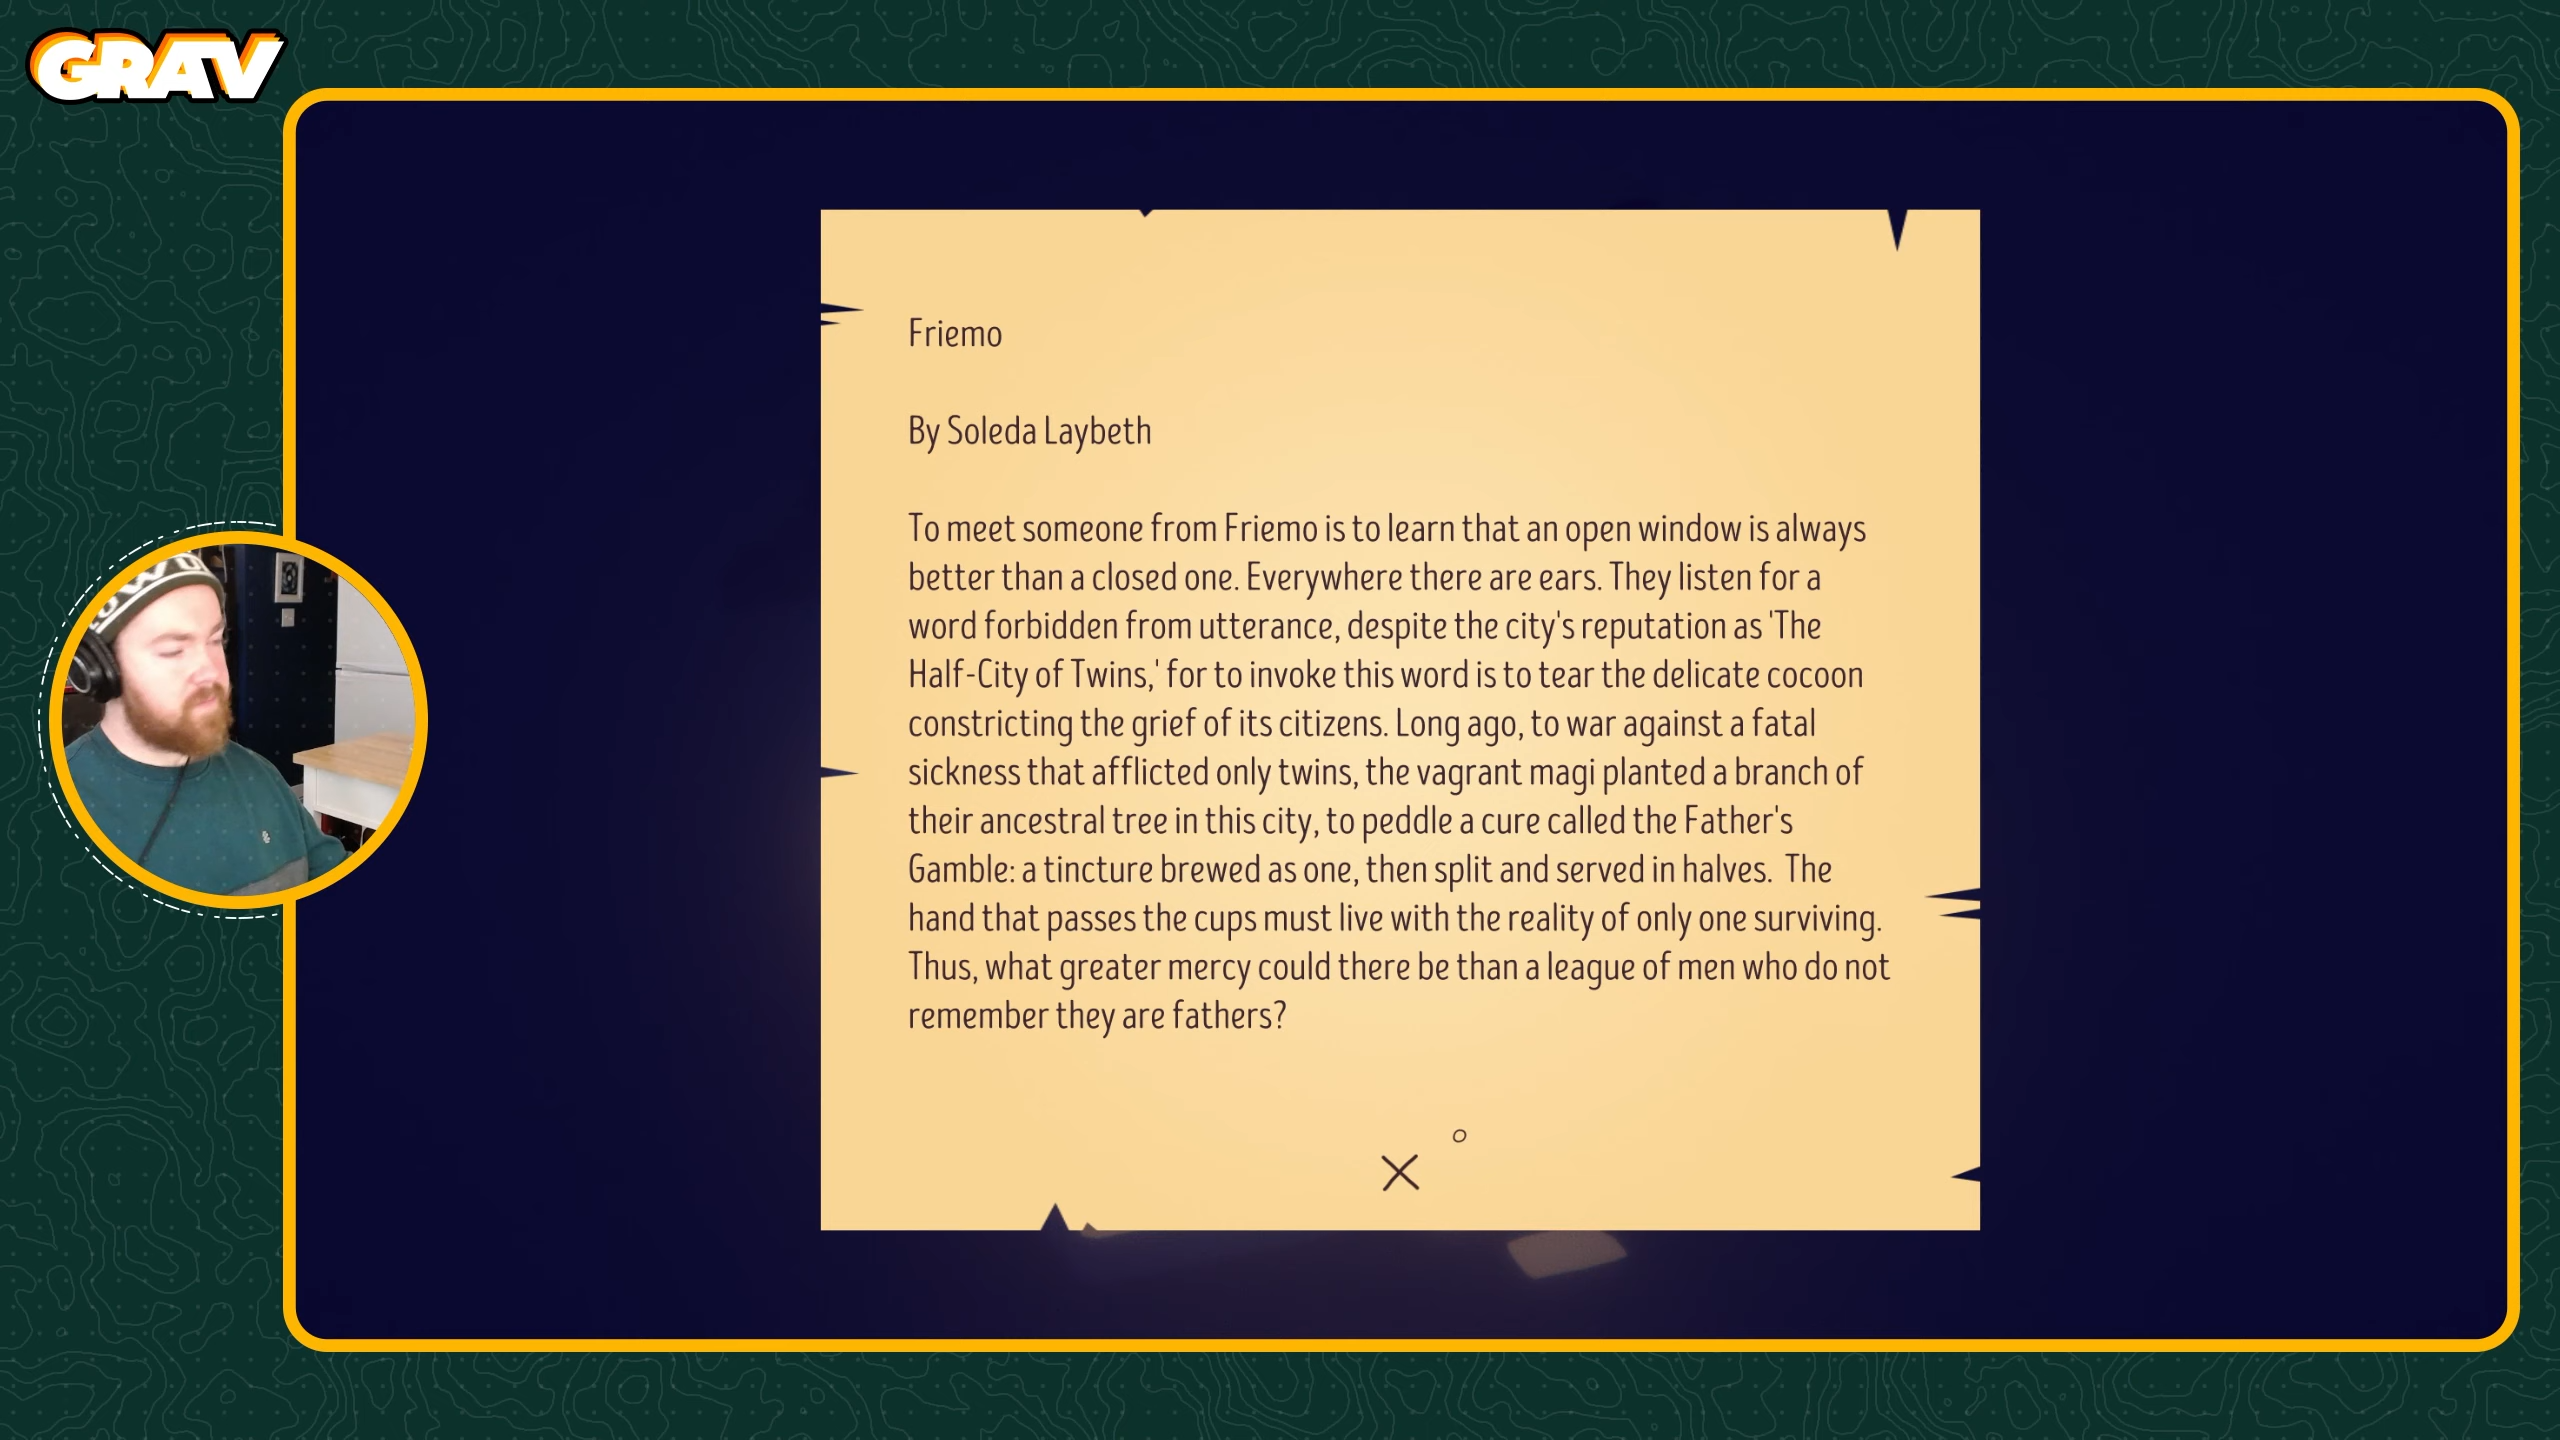 GRAV
Friemo
By Soleda Laybeth
To meet someone from Friemo is to learn that an open window is always
better than a closed one. Everywhere there are ears. They listen for a
word forbidden from utterance, despite the city's reputation as 'The
Half-City of Twins,' for to invoke this word is to tear the delicate cocoon
constricting the grief of its citizens. Long ago, to war against a fatal
sickness that afflicted only twins, the vagrant magi planted a branch of
their ancestral tree in this city, to peddle a cure called the Father's
Gamble: a tincture brewed as one, then split and served in halves.  The
hand that passes the cups must live with the reality of only one surviving.
Thus, what greater mercy could there be than a league of men who do not
remember they are fathers?